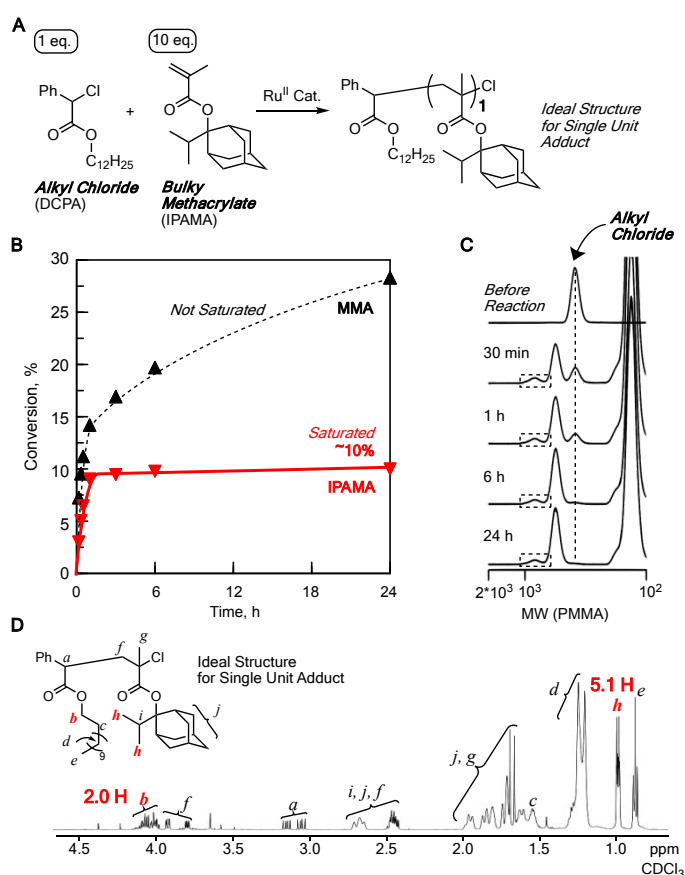 A
1 eq.
10 eq.
Ph
Cl
O
O
C12H25
+
O
O
RuII Cat.
Ph
Cl
1
O
O
C12H25
O
O
Ideal Structure
for Single Unit
Adduct
Alkyl Chloride
(DCPA)
Bulky
Methacrylate
(IPAMA)
B
30
25
20
15
10
5
0
Conversion, %
0
6
12
18
24
Time, h
Not Saturated
MMA
Saturated
~10%
IPAMA
C
Alkyl
Chloride
Before
Reaction
30 min
1 h
6 h
24 h
2*10^3
10^3
10^2
MW (PMMA)
D
Ph
a
f
g
Cl
O
O
O
O
b
c
d
9
e
h
i
h
j
Ideal Structure
for Single Unit Adduct
2.0 H
b
f
a
i, j, f
j, g
c
d
5.1 H
h
e
4.5
4.0
3.5
3.0
2.5
2.0
1.5
1.0
ppm
CDCl3